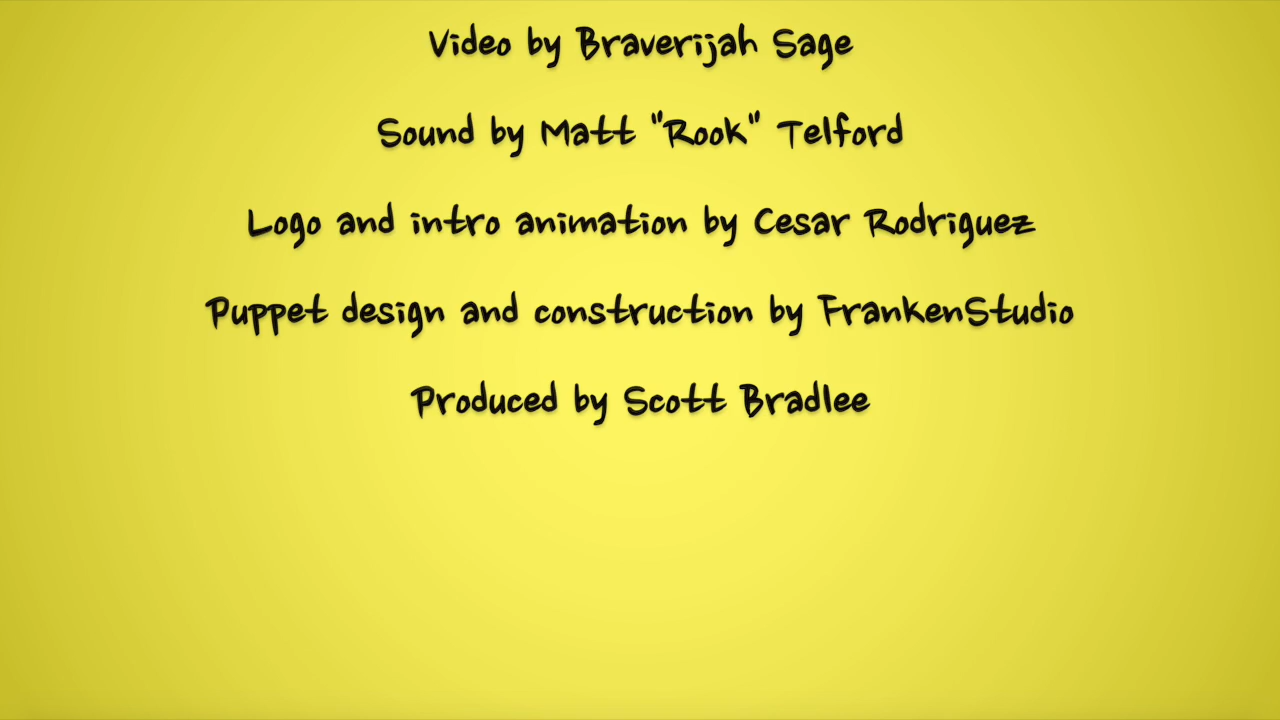 Video by Braverijah Sage
Sound by Matt "Rook" Telford
Logo and intro animation by Cesar Rodriguez
Puppet design and construction by FrankenStudio
Produced by Scott Bradlee